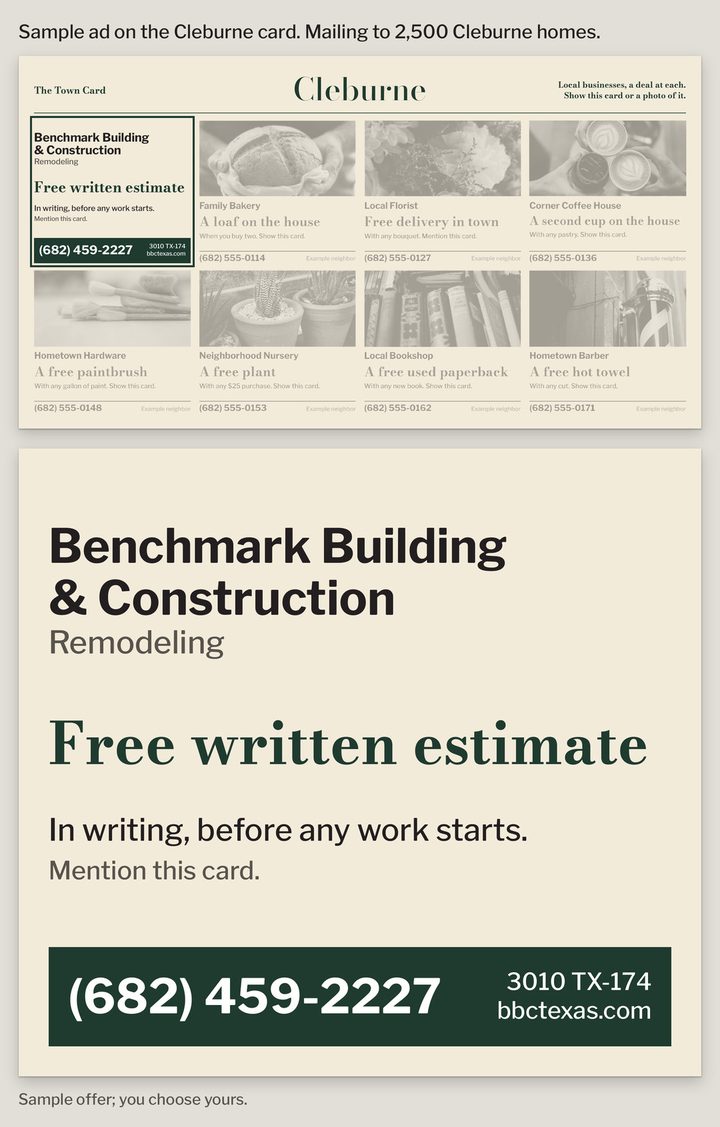 Sample ad on the Cleburne card. Mailing to 2,500 Cleburne homes.
The Town Card
Cleburne
Local businesses, a deal at each.
Show this card or a photo of it.
Benchmark Building
& Construction
Remodeling
Free written estimate
In writing, before any work starts.
Mention this card.
(682) 459-2227
3010 TX-174
bbctexas.com
Family Bakery
A loaf on the house
When you buy two. Show this card.
(682) 555-0114
Example neighbor
Local Florist
Free delivery in town
With any bouquet. Mention this card.
(682) 555-0127
Example neighbor
Corner Coffee House
A second cup on the house
With any pastry. Show this card.
(682) 555-0136
Example neighbor
Hometown Hardware
A free paintbrush
With any gallon of paint. Show this card.
(682) 555-0148
Example neighbor
Neighborhood Nursery
A free plant
With any $25 purchase. Show this card.
(682) 555-0153
Example neighbor
Local Bookshop
A free used paperback
With any new book. Show this card.
(682) 555-0162
Example neighbor
Hometown Barber
A free hot towel
With any cut. Show this card.
(682) 555-0171
Example neighbor
Benchmark Building
& Construction
Remodeling
Free written estimate
In writing, before any work starts.
Mention this card.
(682) 459-2227
3010 TX-174
bbctexas.com
Sample offer; you choose yours.